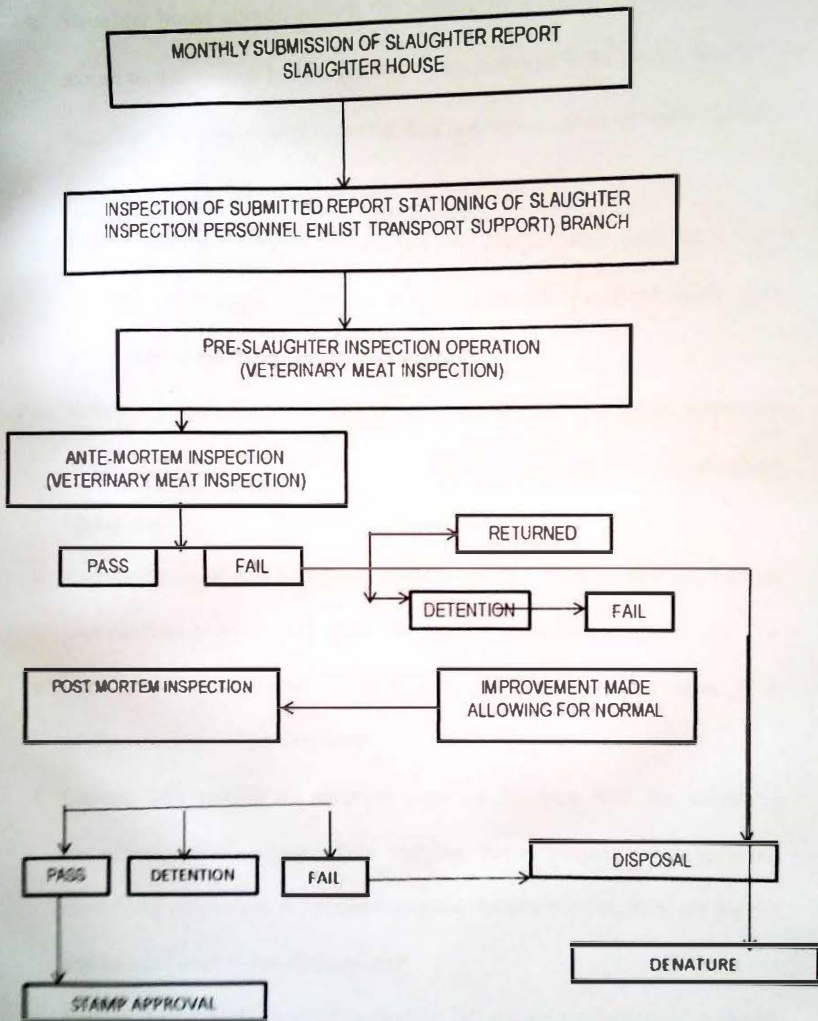 MONTHLY SUBMISSION OF SLAUGHTER REPORT
SLAUGHTER HOUSE
INSPECTION OF SUBMITTED REPORT STATIONING OF SLAUGHTER
INSPECTION PERSONNEL ENLIST TRANSPORT SUPPORT) BRANCH
PRE-SLAUGHTER INSPECTION OPERATION
(VETERINARY MEAT INSPECTION)
ANTE-MORTEM INSPECTION
(VETERINARY MEAT INSPECTION)
RETURNED
PASS
FAIL
DETENTION
FAIL
POST MORTEM INSPECTION
IMPROVEMENT MADE
ALLOWING FOR NORMAL
PASS
DETENTION
FAIL
DISPOSAL
DENATURE
STAMP APPROVAL